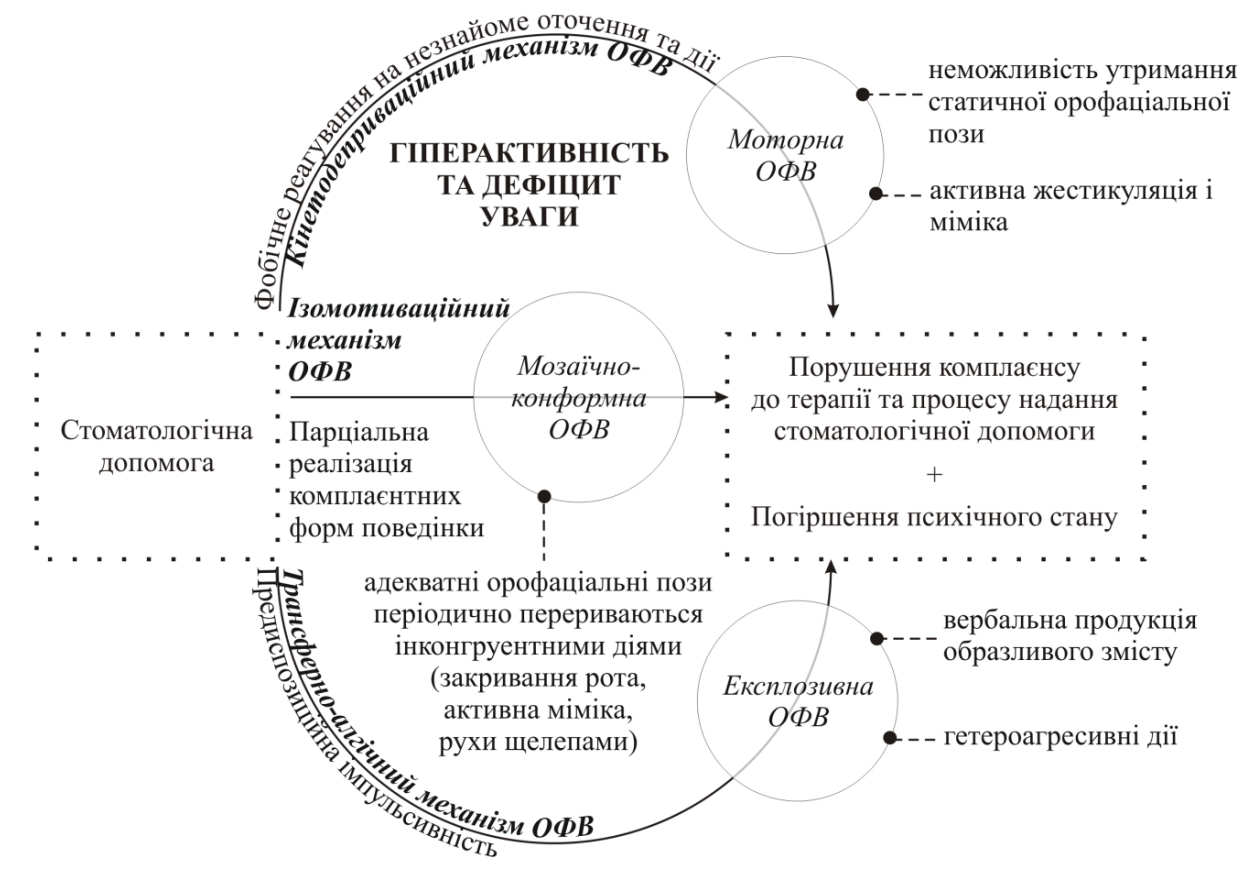 Фобічне реагування на незнайоме оточення та дії
Кінетодеприваційний механізм ОФВ
ГІПЕРАКТИВНІСТЬ
ТА ДЕФІЦИТ
УВАГИ
Моторна
ОФВ
неможливість утримання
статичної орофаціальної
пози
активна жестикуляція і
міміка
Ізомотиваційний
механізм
ОФВ
Мозаїчно-
конформна
ОФВ
Стоматологічна
допомога
Парціальна
реалізація
комплаєнтних
форм поведінки
Порушення комплаєнсу
до терапії та процесу надання
стоматологічної допомоги
+
Погіршення психічного стану
адекватні орофаціальні пози
періодично перериваються
інконгруентними діями
(закривання рота,
активна міміка,
рухи щелепами)
Трансферно-алгічний механізм ОФВ
Предиспозиційна імпульсивність
Експлозивна
ОФВ
вербальна продукція
образливого змісту
гетероагресивні дії